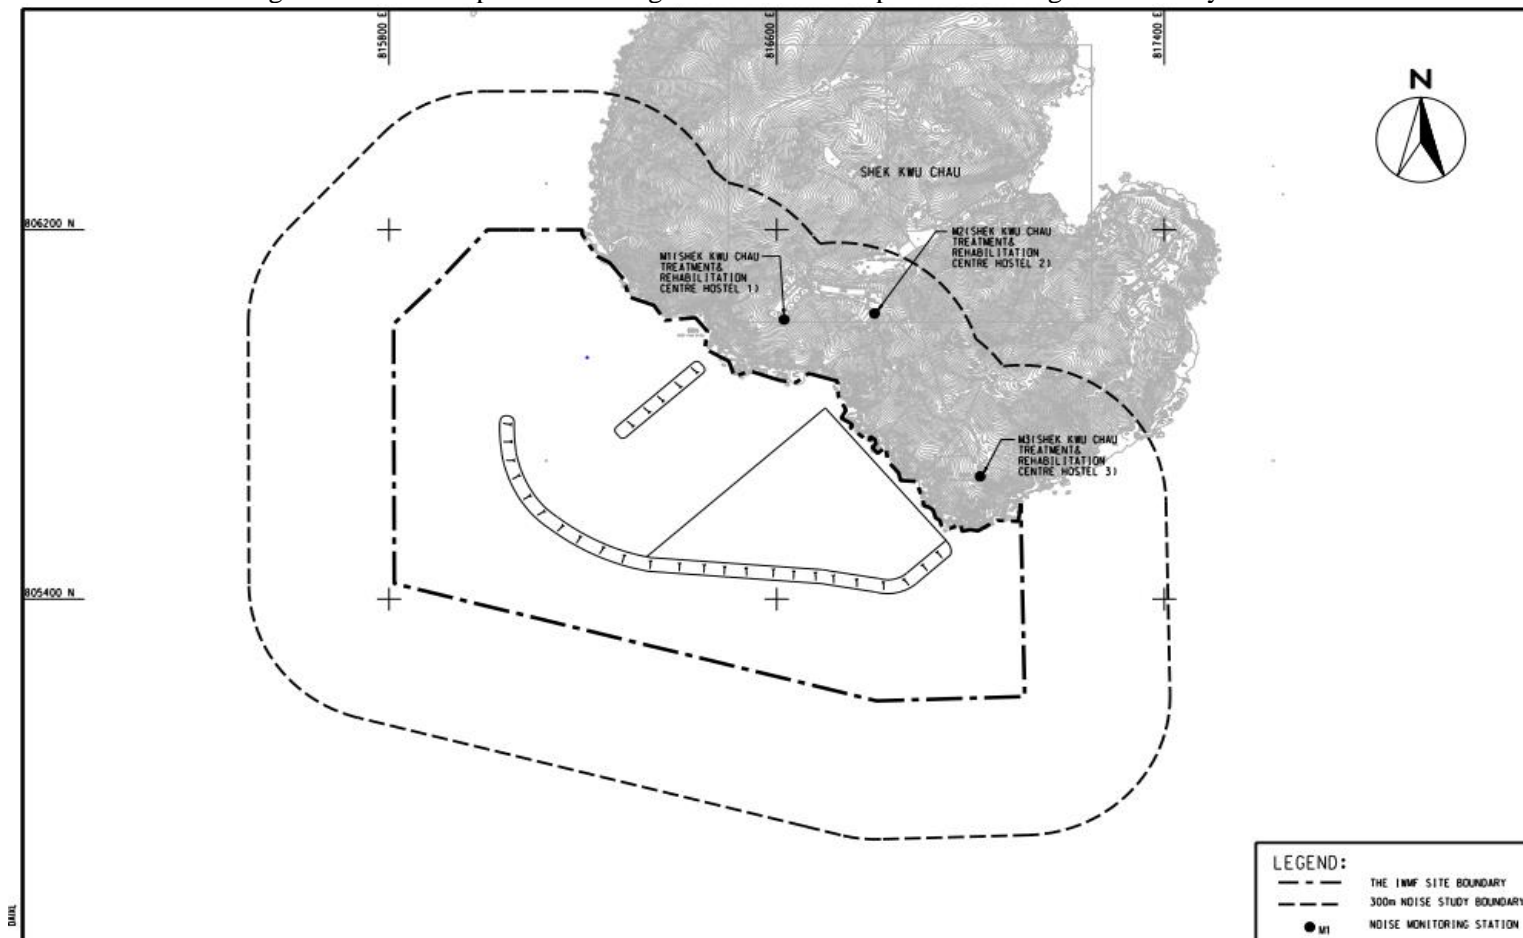 815800 E
816600 E
817400 E
N
SHEK KWU CHAU
806200 N
M1(SHEK KWU CHAU
TREATMENT&
REHABILITATION
CENTRE HOSTEL 1)
M2(SHEK KWU CHAU
TREATMENT&
REHABILITATION
CENTRE HOSTEL 2)
M3(SHEK KWU CHAU
TREATMENT&
REHABILITATION
CENTRE HOSTEL 3)
805400 N
LEGEND:
THE IWMF SITE BOUNDARY
300m NOISE STUDY BOUNDARY
M1 NOISE MONITORING STATION